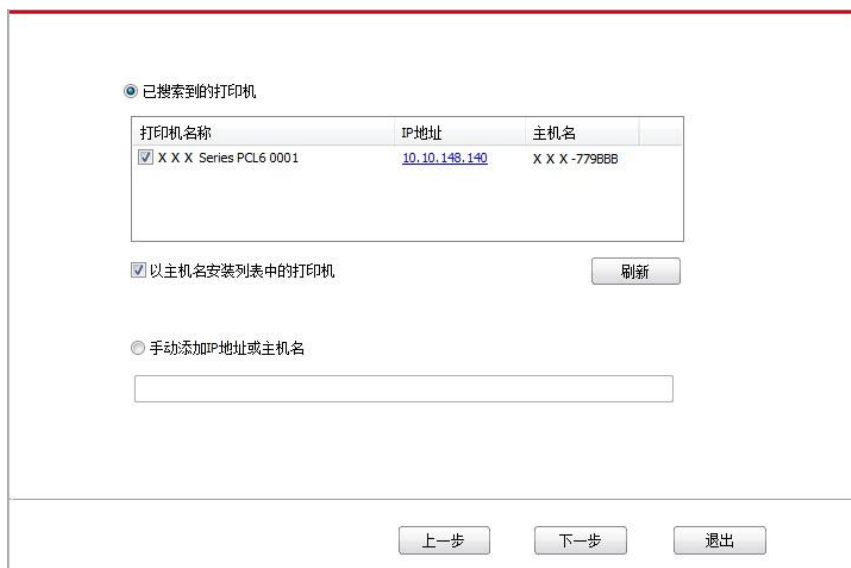 已搜索到的打印机
打印机名称 IP地址 主机名
X X X Series PCL6 0001 10.10.148.140 X X X -779BBB
以主机名安装列表中的打印机 刷新
手动添加IP地址或主机名
上一步 下一步 退出